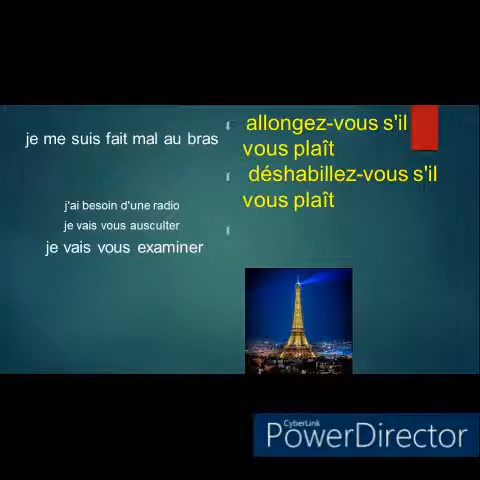 je me suis fait mal au bras
j'ai besoin d'une radio
je vais vous ausculter
je vais vous examiner
allongez-vous s'il
vous plaît
déshabillez-vous s'il
vous plaît
CyberLink
PowerDirector